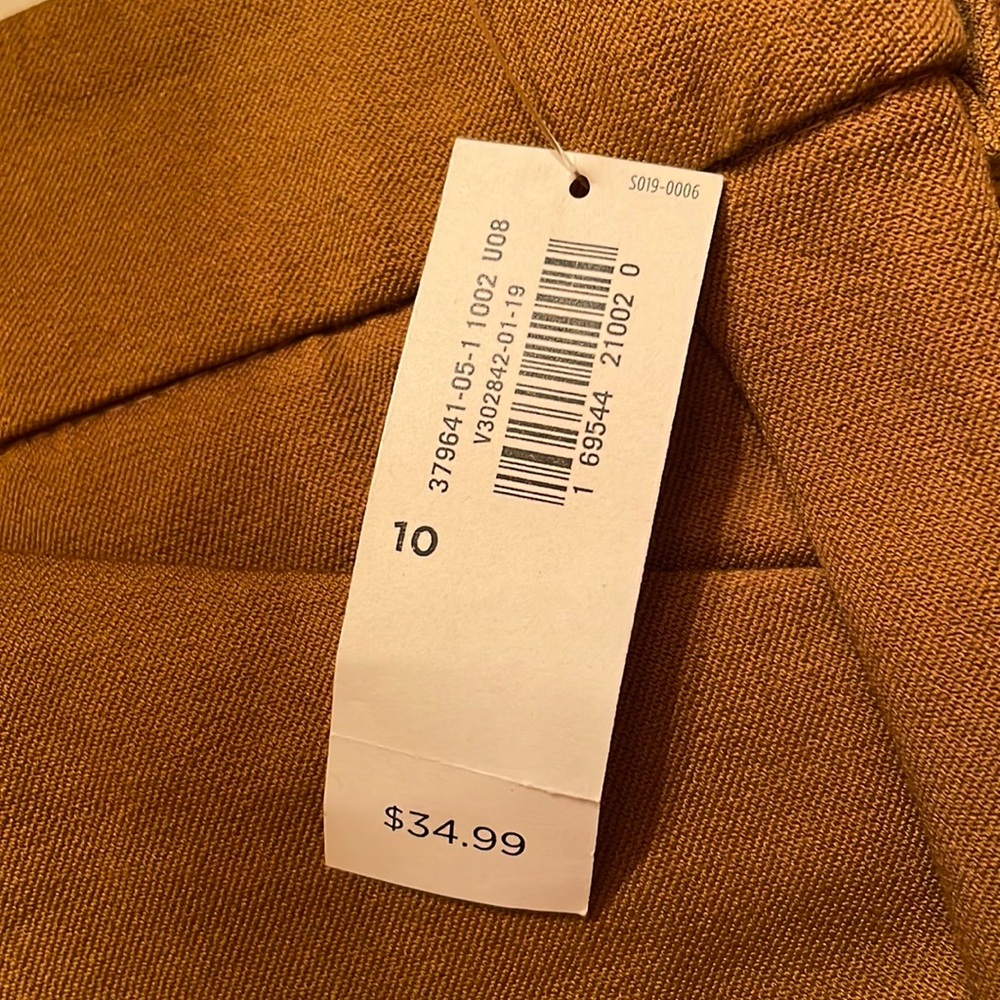 S019-0006
379641-05-1 1002 U08
V302842-01-19
1 69544 21002 0
10
$34.99